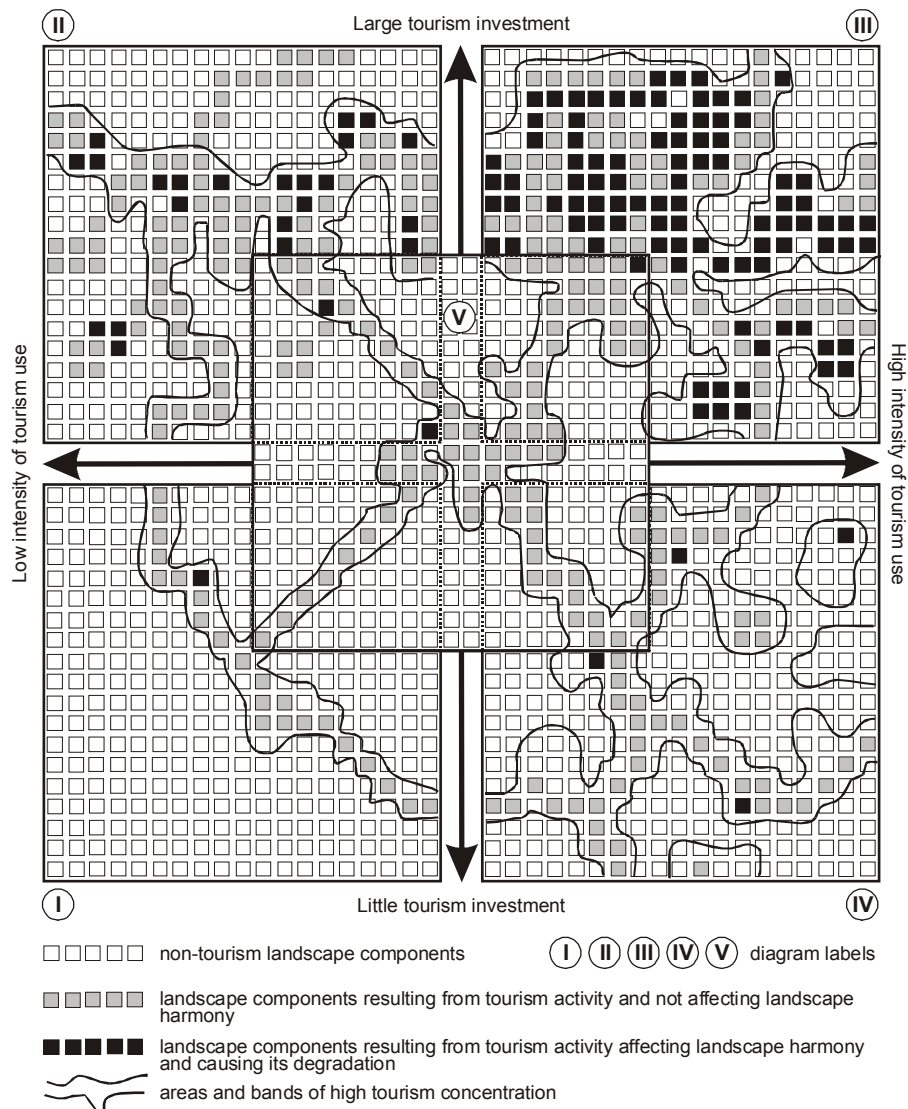 II
Large tourism investment
III
V
Low intensity of tourism use
High intensity of tourism use
I
Little tourism investment
IV
non-tourism landscape components
I II III IV V diagram labels
landscape components resulting from tourism activity and not affecting landscape
harmony
landscape components resulting from tourism activity affecting landscape harmony
and causing its degradation
areas and bands of high tourism concentration